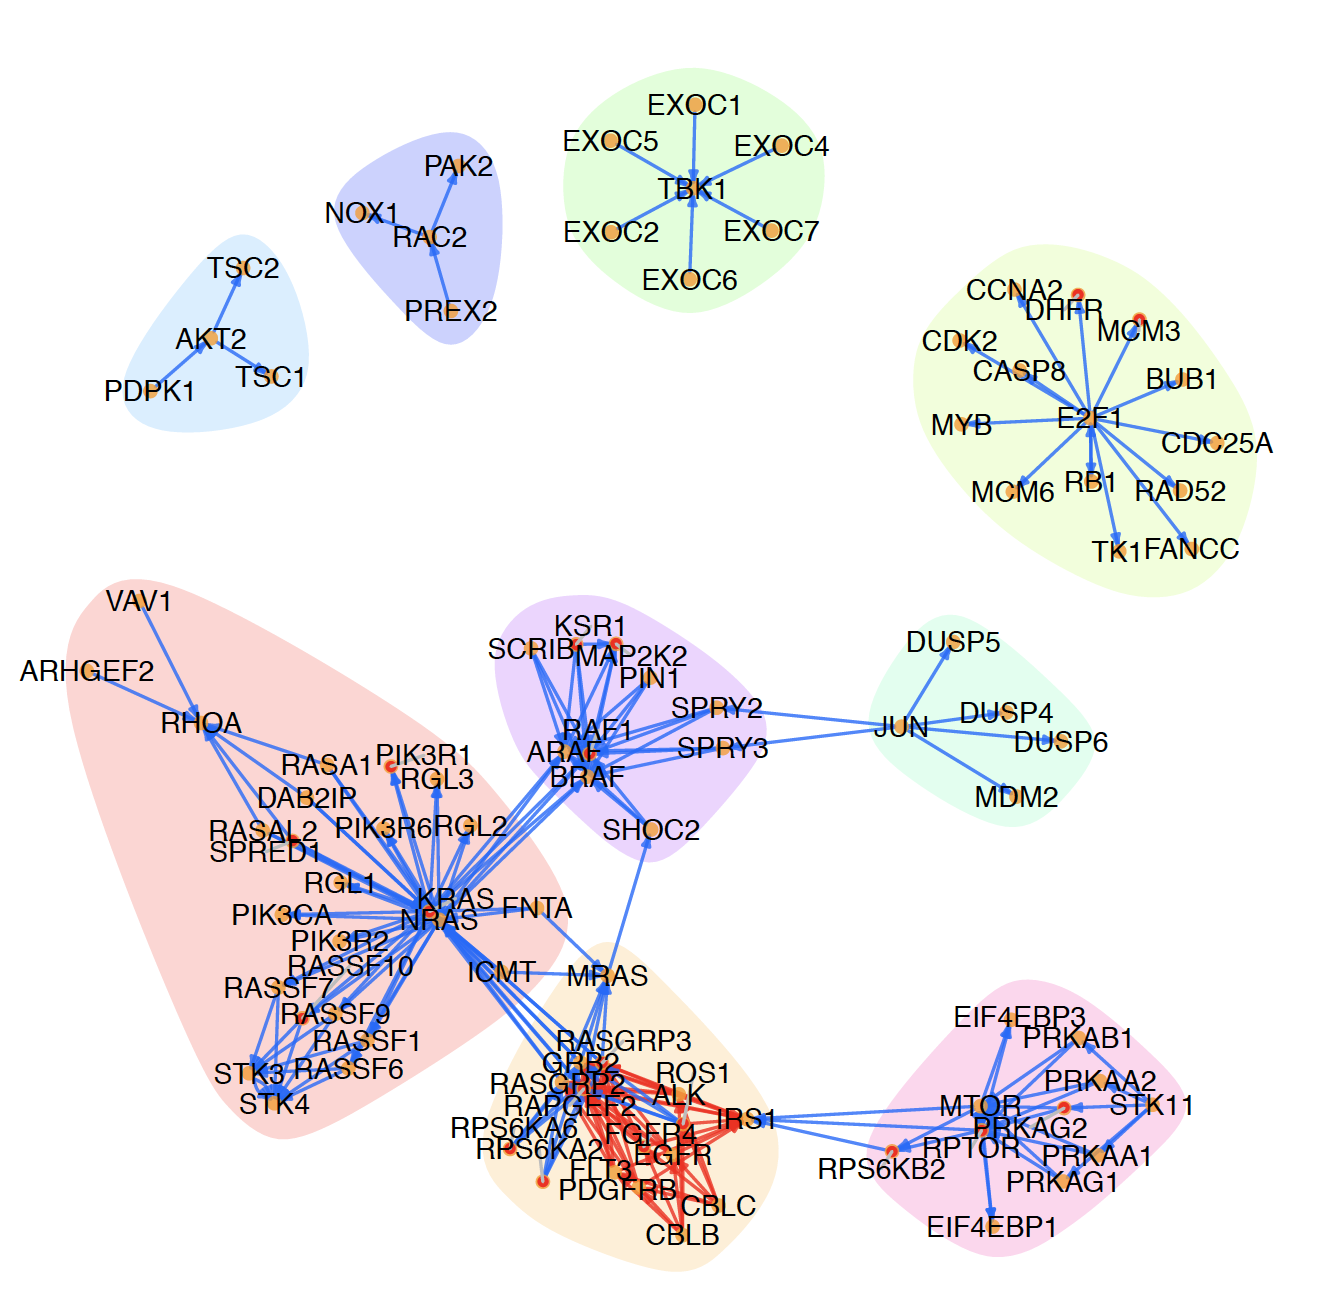 EXOC1
EXOC5
EXOC4
TBK1
EXOC2
EXOC7
EXOC6
PAK2
NOX1
RAC2
PREX2
TSC2
AKT2
TSC1
PDPK1
CCNA2
DHFR
MCM3
CDK2
CASP8
BUB1
E2F1
MYB
CDC25A
MCM6
RB1
RAD52
TK1
FANCC
VAV1
ARHGEF2
RHOA
RASA1
PIK3R1
RGL3
DAB2IP
RASAL2
PIK3R6
RGL2
SPRED1
RGL1
KRAS
NRAS
FNTA
PIK3CA
PIK3R2
RASSF10
RASSF7
RASSF9
RASSF1
RASSF6
STK3
STK4
ICMT
KSR1
SCRIB
MAP2K2
PIN1
SPRY2
RAF1
ARAF
SPRY3
BRAF
SHOC2
DUSP5
DUSP4
JUN
DUSP6
MDM2
MRAS
RASGRP3
GRB2
RASGRP2
ROS1
ALK
RAPGEF2
IRS1
RPS6KA6
FGFR4
RPS6KA2
EGFR
FLT3
PDGFRB
CBLC
CBLB
EIF4EBP3
PRKAB1
PRKAA2
MTOR
STK11
PRKAG2
RPTOR
PRKAA1
RPS6KB2
PRKAG1
EIF4EBP1